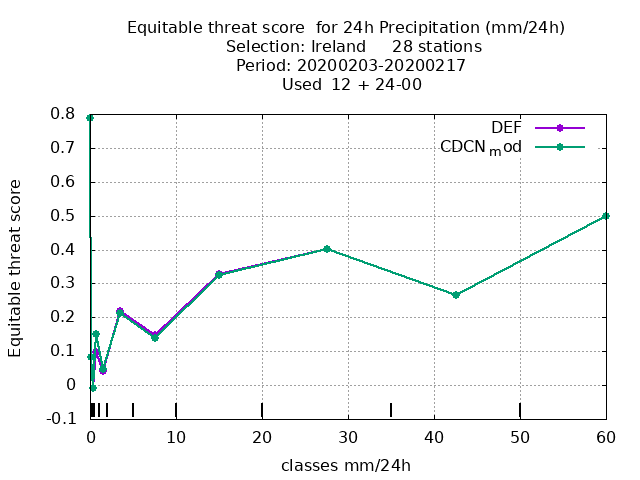 Equitable threat score  for 24h Precipitation (mm/24h)
Selection: Ireland     28 stations
Period: 20200203-20200217
Used  12 + 24-00
DEF
CDCNmod
0.8
0.7
0.6
0.5
0.4
0.3
0.2
0.1
0
-0.1
Equitable threat score
0 10 20 30 40 50 60
classes mm/24h